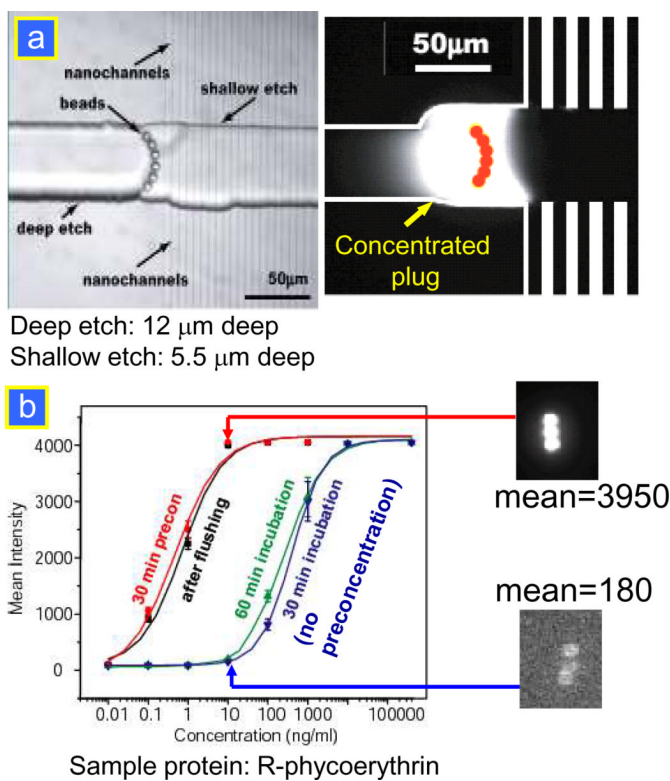 a
nanochannels
beads
shallow etch
deep etch
nanochannels
50µm
50µm
Concentrated
plug
Deep etch: 12 µm deep
Shallow etch: 5.5 µm deep
b
Mean Intensity
4000
3000
2000
1000
0
30 min precon
after flushing
60 min incubation
30 min incubation
(no
preconcentration)
0.01 0.1 1 10 100 1000 100000
Concentration (ng/ml)
Sample protein: R-phycoerythrin
mean=3950
mean=180